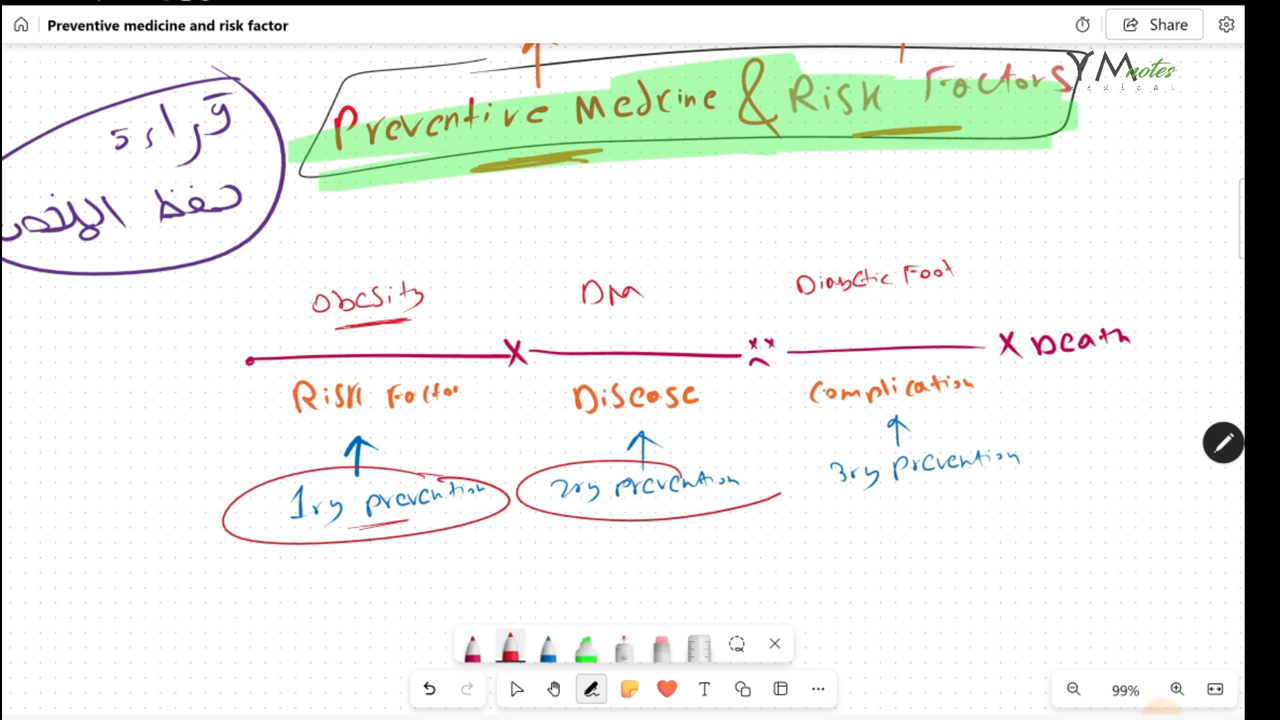 Preventive medicine and risk factor
Share
YM notes
medical
Preventive Medicine & Risk Factors
قراءة
حفظ الملخص
Obesity
DM
Diabetic Foot
x
x x
x Death
Risk Factor
Disease
Complication
1ry prevention
2ry prevention
3ry prevention
T
99%